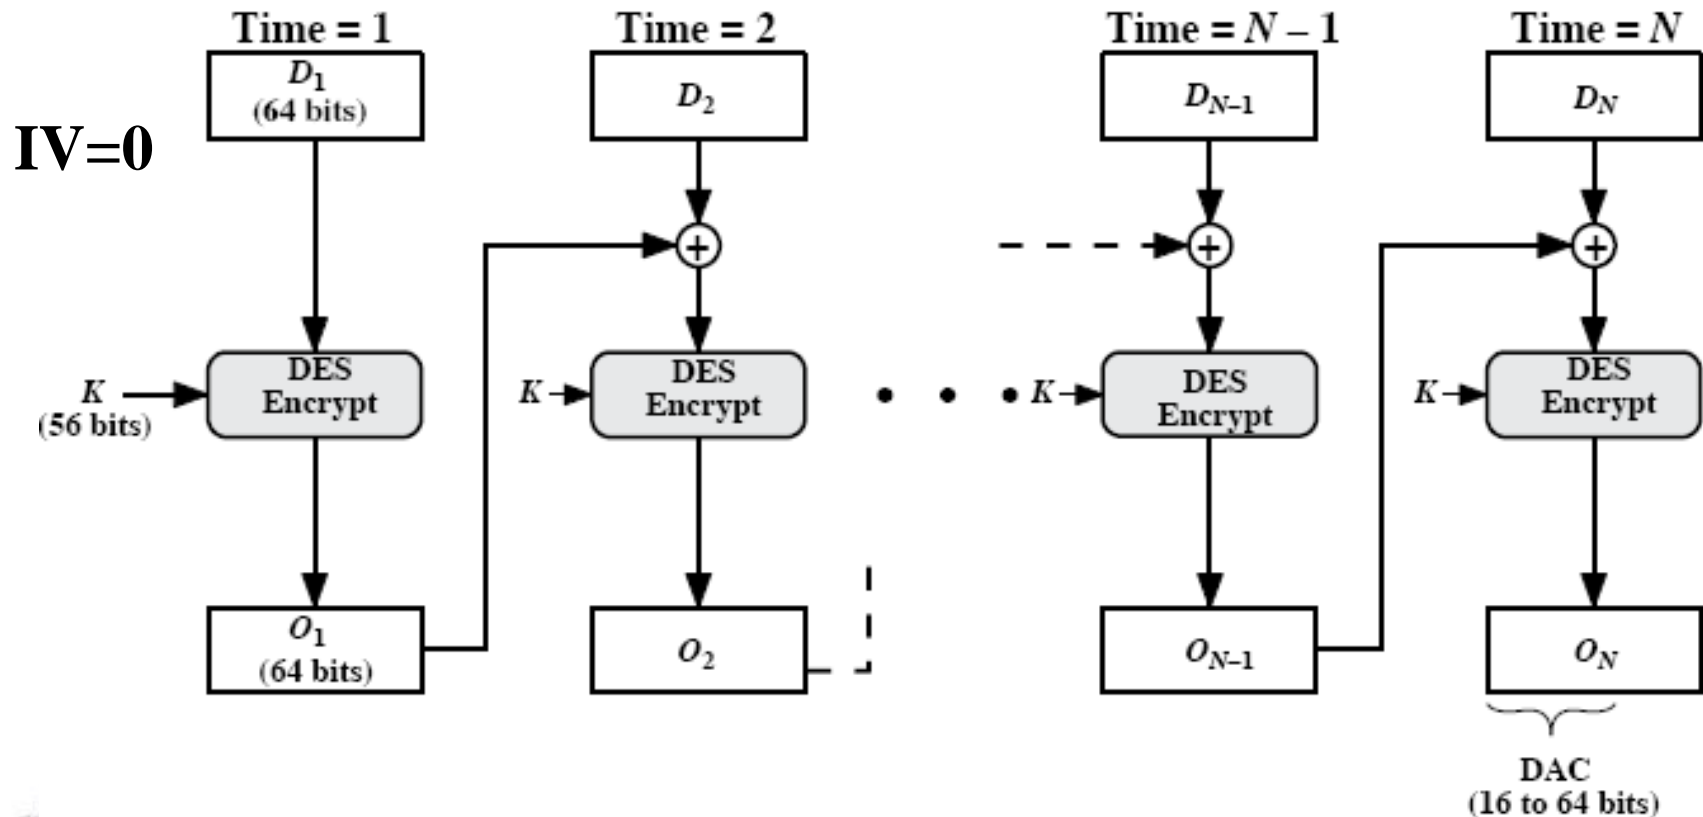 Time = 1
Time = 2
Time = N – 1
Time = N
IV=0
D1
(64 bits)
D2
DN–1
DN
+
+
+
K
(56 bits)
DES
Encrypt
K
DES
Encrypt
• • •
K
DES
Encrypt
K
DES
Encrypt
O1
(64 bits)
O2
ON–1
ON
DAC
(16 to 64 bits)